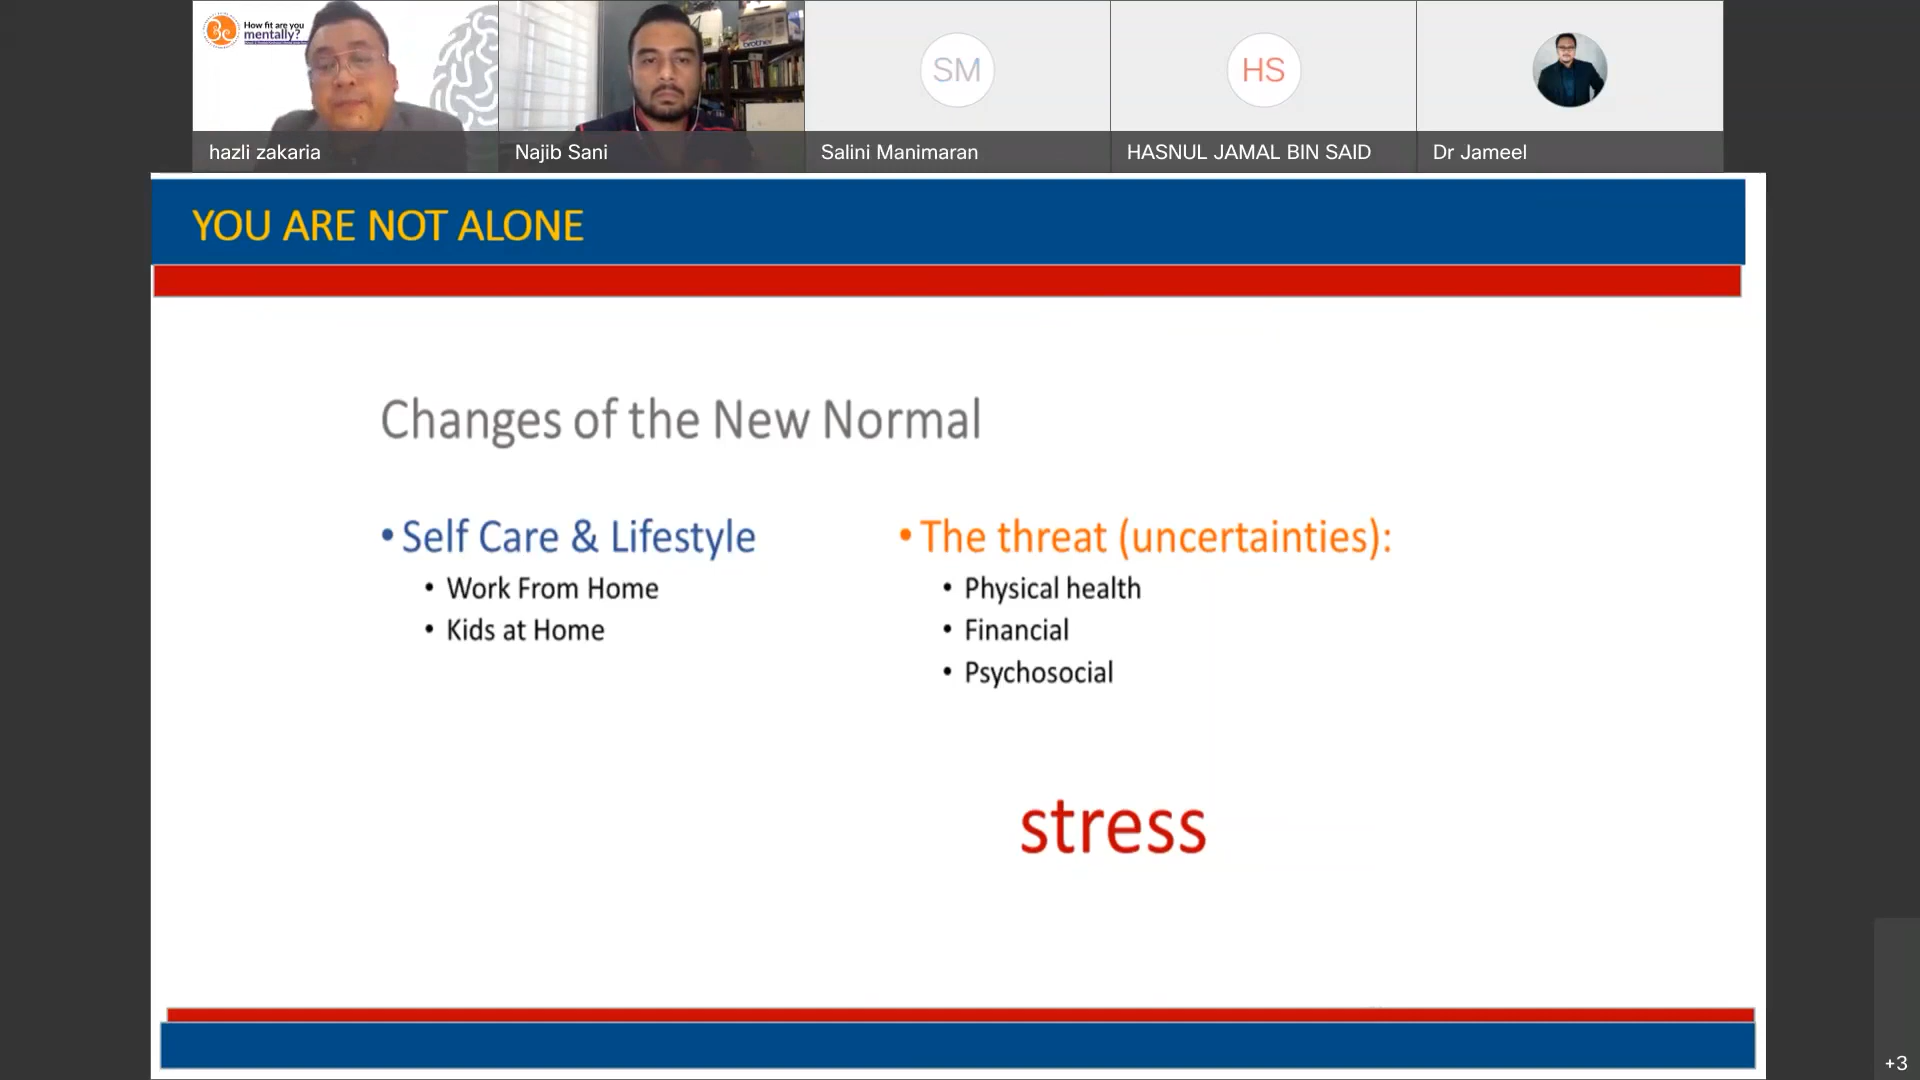 How fit are you
mentally?
brother
SM
HS
hazli zakaria
Najib Sani
Salini Manimaran
HASNUL JAMAL BIN SAID
Dr Jameel
YOU ARE NOT ALONE
Changes of the New Normal
• Self Care & Lifestyle
• Work From Home
• Kids at Home
• The threat (uncertainties):
• Physical health
• Financial
• Psychosocial
stress
+3